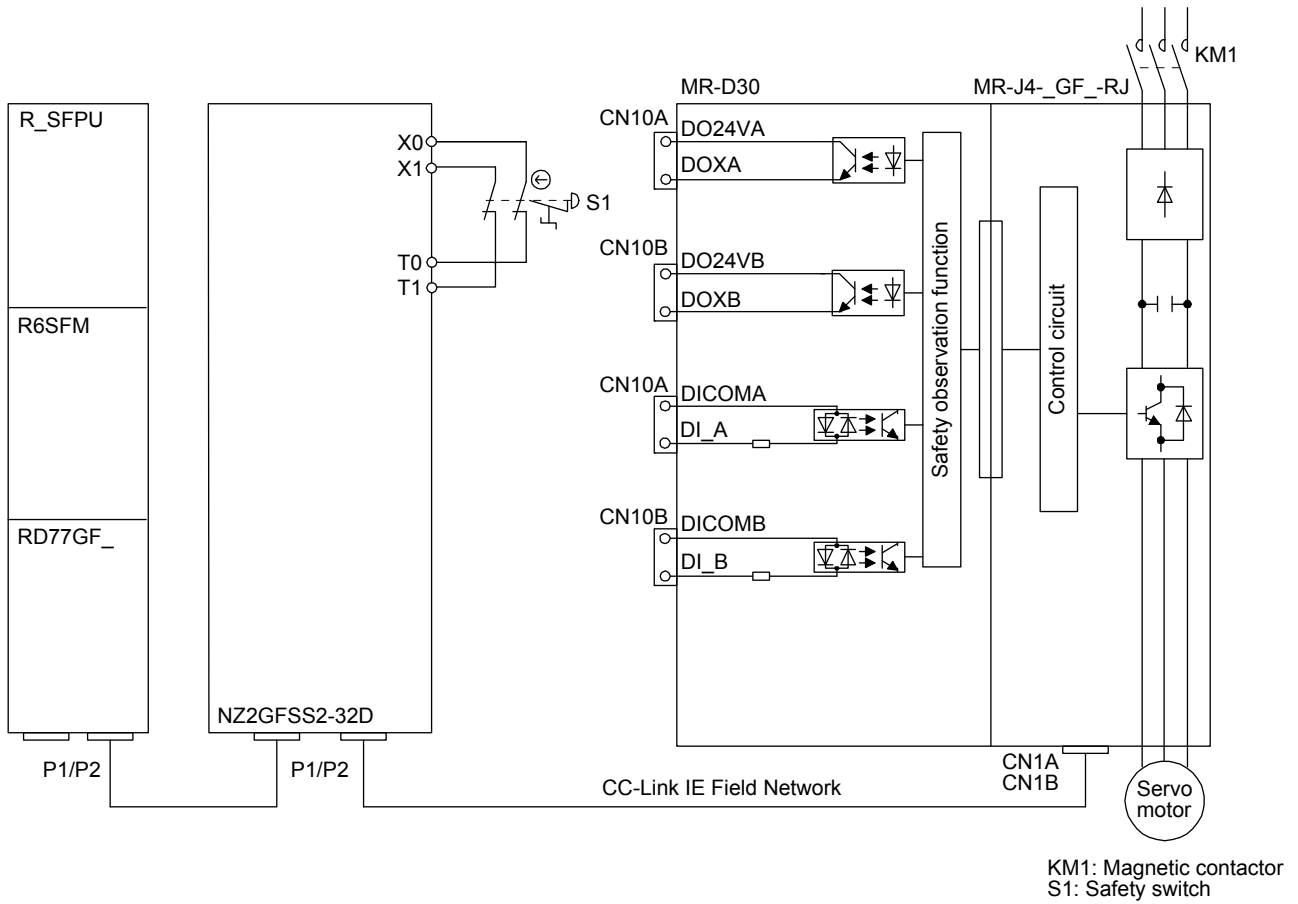 KM1
MR-D30
MR-J4-_GF_-RJ
R_SFPU
R6SFM
RD77GF_
P1/P2
X0
X1
T0
T1
S1
NZ2GFSS2-32D
P1/P2
CN10A
DO24VA
DOXA
CN10B
DO24VB
DOXB
CN10A
DICOMA
DI_A
CN10B
DICOMB
DI_B
Safety observation function
Control circuit
CN1A
CN1B
CC-Link IE Field Network
Servo
motor
KM1: Magnetic contactor
S1: Safety switch